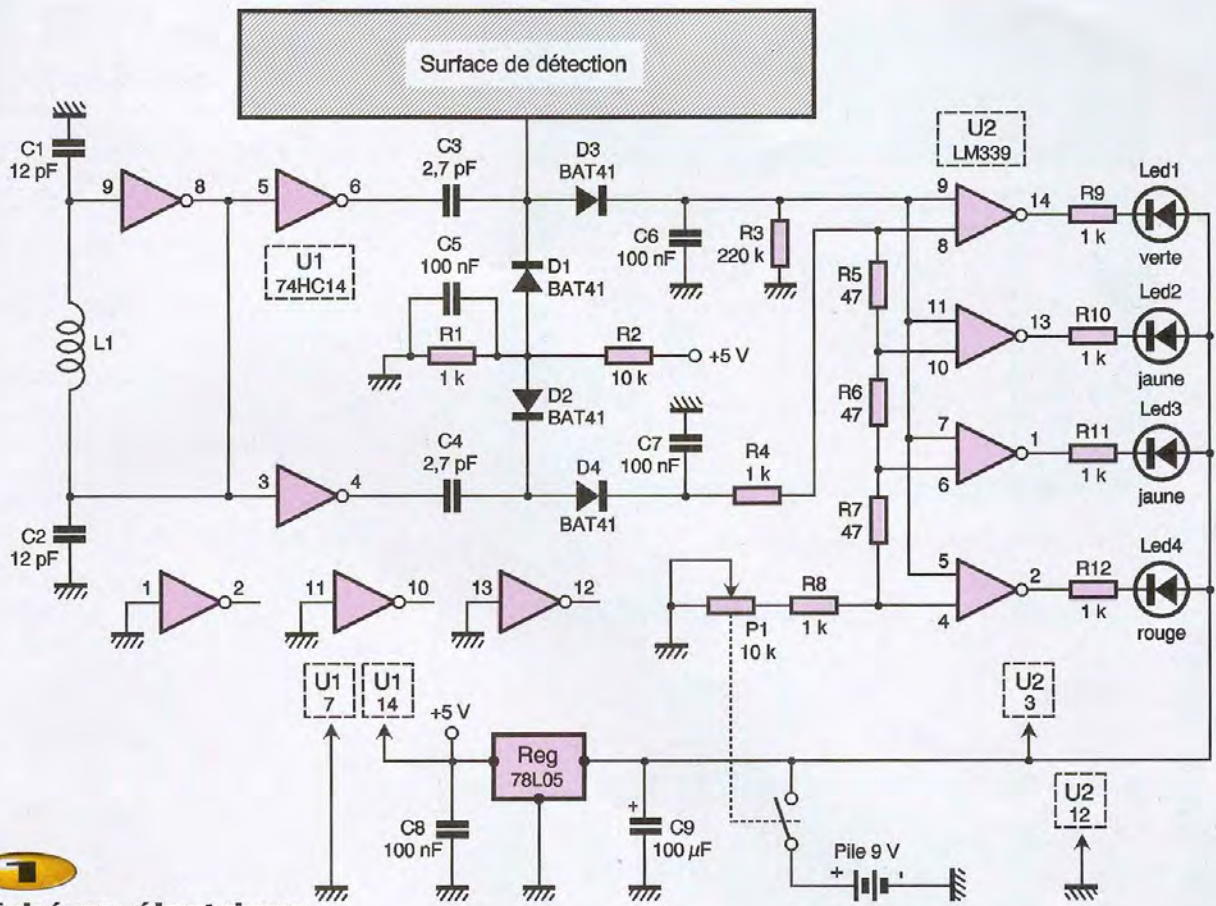 Surface de détection
C1
12 pF
9
8
5
6
U1
74HC14
C3
2,7 pF
D3
BAT41
U2
LM339
9
14
8
R9
1 k
Led1
verte
C6
100 nF
R3
220 k
C5
100 nF
D1
BAT41
R1
1 k
R2
10 k
+5 V
R5
47
11
13
10
R10
1 k
Led2
jaune
L1
D2
BAT41
R6
47
C4
2,7 pF
C7
100 nF
R4
1 k
7
1
6
R11
1 k
Led3
jaune
3
4
D4
BAT41
R7
47
C2
12 pF
1
2
11
10
13
12
P1
10 k
R8
1 k
5
2
4
R12
1 k
Led4
rouge
U1
7
U1
14
+5 V
Reg
78L05
U2
3
C8
100 nF
+
C9
100 µF
Pile 9 V
+
-
U2
12
1